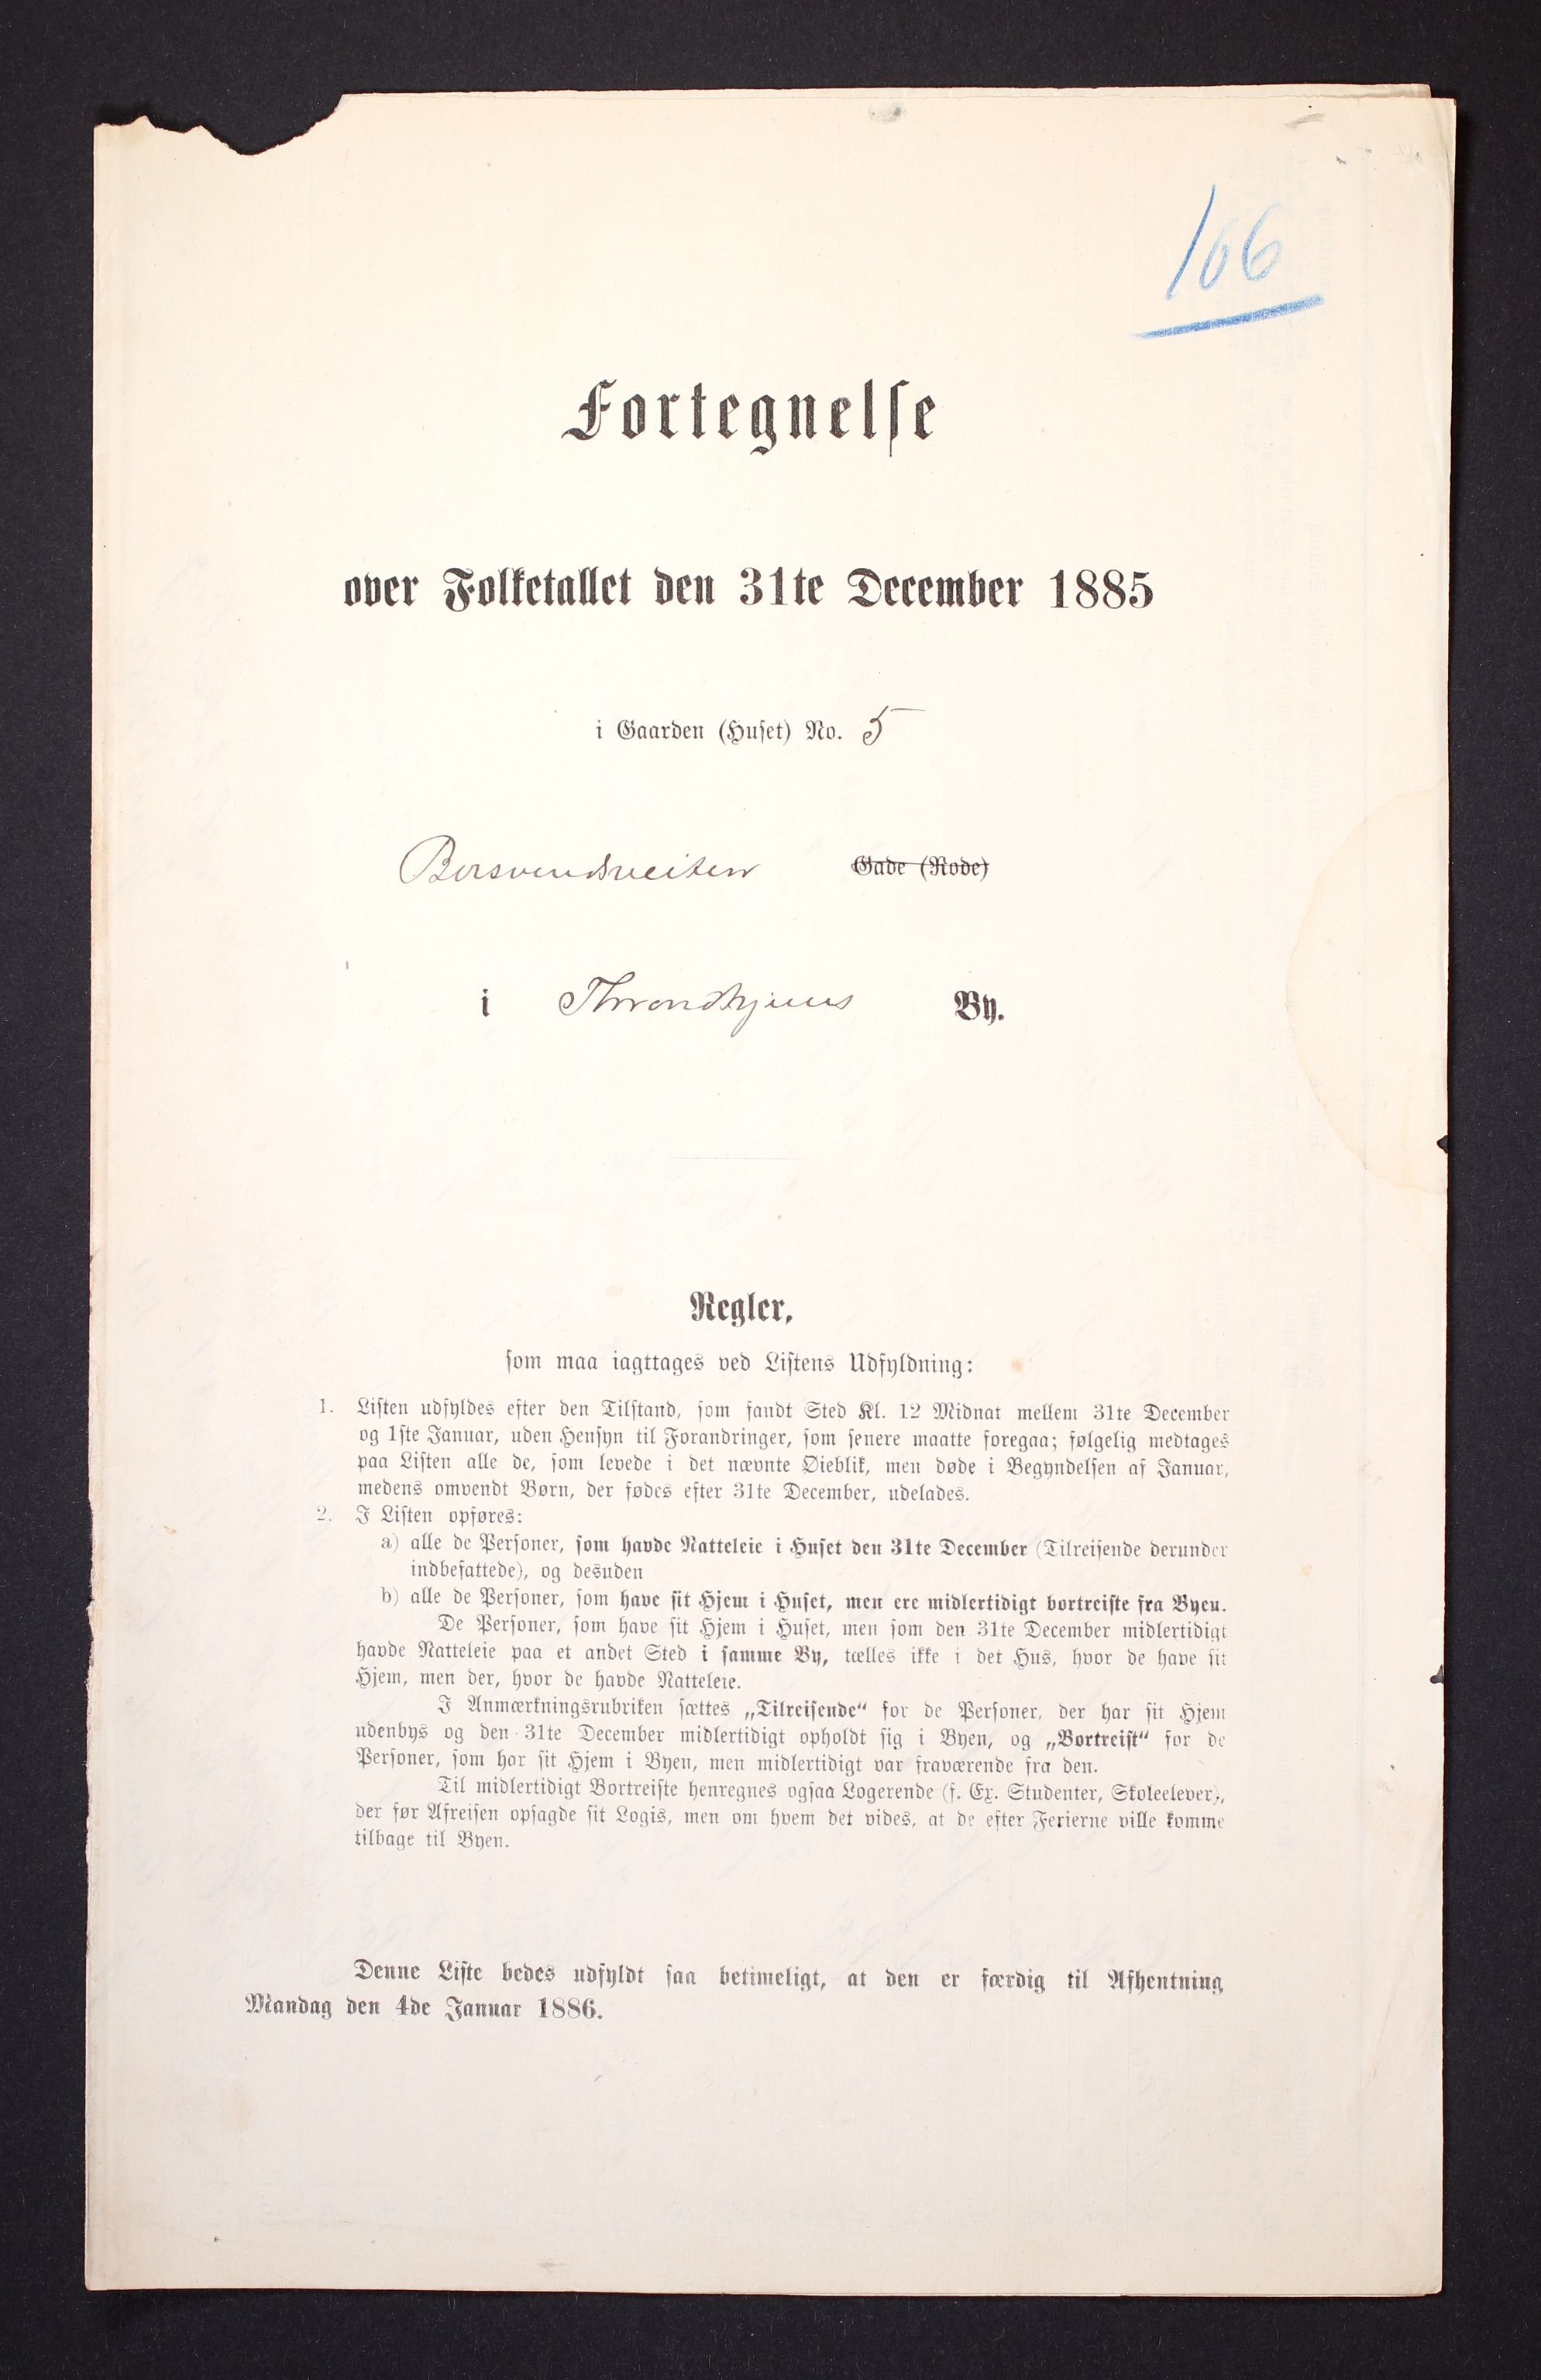 166
Fortegnelse
over Folketallet den 31te December 1885
i Gaarden (Huset) No. 5
Bersvendsveiten Gade (Rode)
i Throndhjems By.
Regler,
som maa iagttages ved Listens Udfyldning:
1. Listen udfyldes efter den Tilstand, som fandt Sted Kl. 12 Midnat mellem 31te December
og 1ste Januar, uden Hensyn til Forandringer, som senere maatte foregaa; følgelig medtages
paa Listen alle de, som levede i det nævnte Øieblik, men døde i Begyndelsen af Januar,
medens omvendt Børn, der fødes efter 31te December, udelades.
2. I Listen opføres:
a) alle de Personer, som havde Natteleie i Huset den 31te December (Tilreisende derunder
indbefattede), og desuden
b) alle de Personer, som have sit Hjem i Huset, men ere midlertidigt bortreiste fra Byen.
De Personer, som have sit Hjem i Huset, men som den 31te December midlertidigt
havde Natteleie paa et andet Sted i samme By, tælles ikke i det Hus, hvor de have sit
Hjem, men der, hvor de havde Natteleie.
I Anmærkningsrubriken sættes „Tilreisende“ for de Personer, der har sit Hjem
udenbys og den 31te December midlertidigt opholdt sig i Byen, og „Bortreist“ for de
Personer, som har sit Hjem i Byen, men midlertidigt var fraværende fra den.
Til midlertidigt Bortreiste henregnes ogsaa Logerende (f. Ex. Studenter, Skoleelever),
der før Afreisen opsagde sit Logis, men om hvem det vides, at de efter Ferierne ville komme
tilbage til Byen.
Denne Liste bedes udfyldt saa betimeligt, at den er færdig til Afhentning
Mandag den 4de Januar 1886.